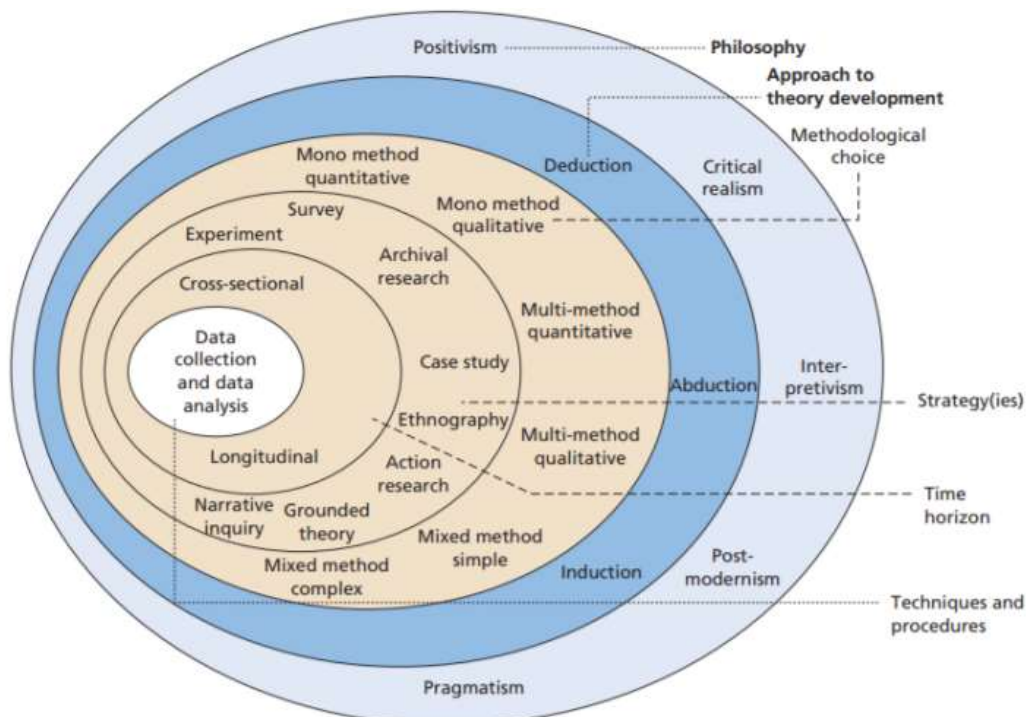 Positivism
Philosophy
Approach to
theory development
Methodological
choice
Mono method
quantitative
Deduction
Critical
realism
Mono method
qualitative
Survey
Experiment
Archival
research
Cross-sectional
Multi-method
quantitative
Data
collection
and data
analysis
Case study
Abduction
Inter-
pretivism
Strategy(ies)
Ethnography
Multi-method
qualitative
Longitudinal
Action
research
Time
horizon
Narrative
inquiry
Grounded
theory
Mixed method
simple
Mixed method
complex
Induction
Post-
modernism
Techniques and
procedures
Pragmatism